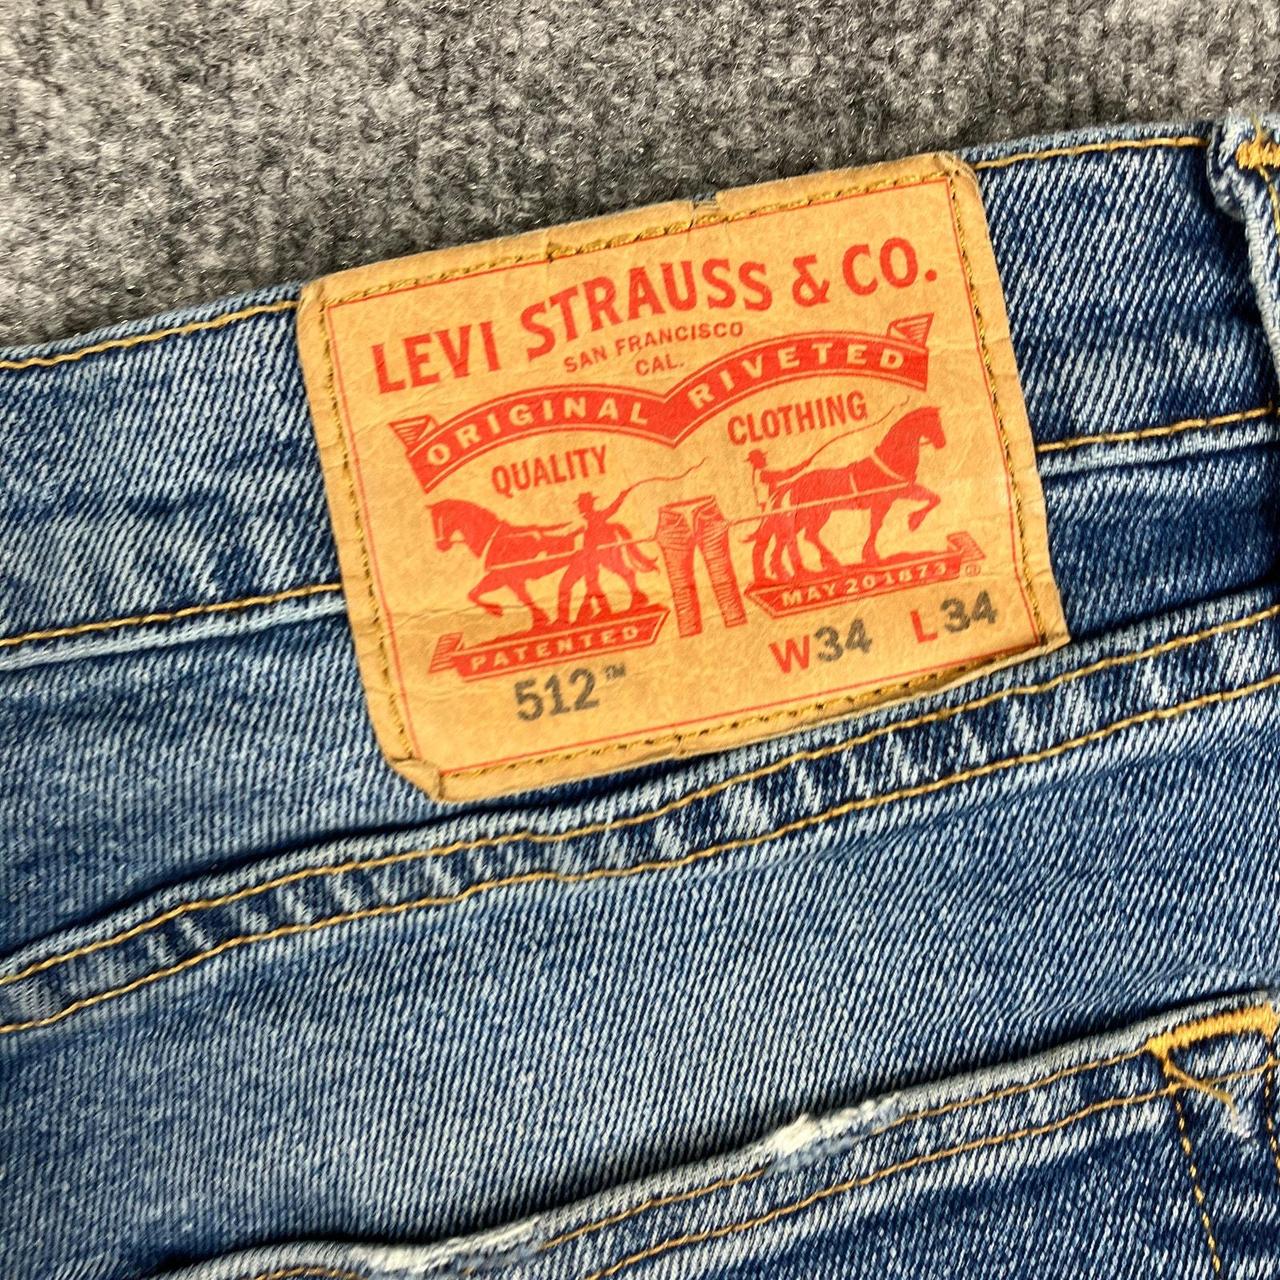 LEVI STRAUSS & CO.
SAN FRANCISCO
CAL.
ORIGINAL RIVETED
QUALITY CLOTHING
PATENTED MAY 20 1873 ®
512™ W34 L34